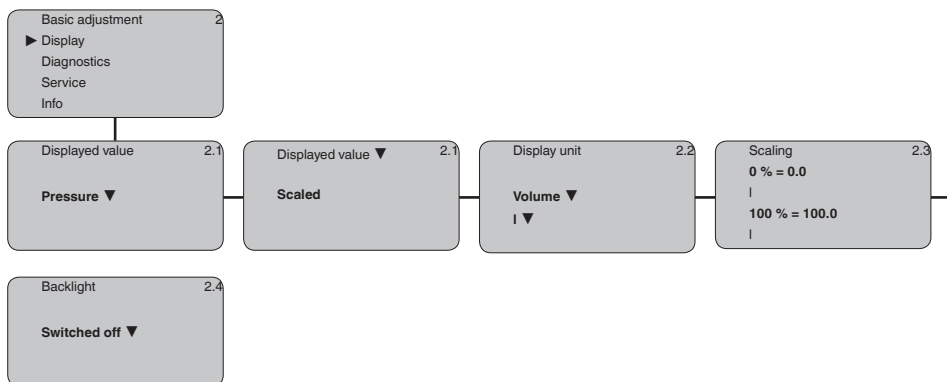 Basic adjustment 2
▶ Display
Diagnostics
Service
Info
Displayed value 2.1
Pressure ▼
Displayed value ▼ 2.1
Scaled
Display unit 2.2
Volume ▼
l ▼
Scaling 2.3
0 % = 0.0
l
100 % = 100.0
l
Backlight 2.4
Switched off ▼